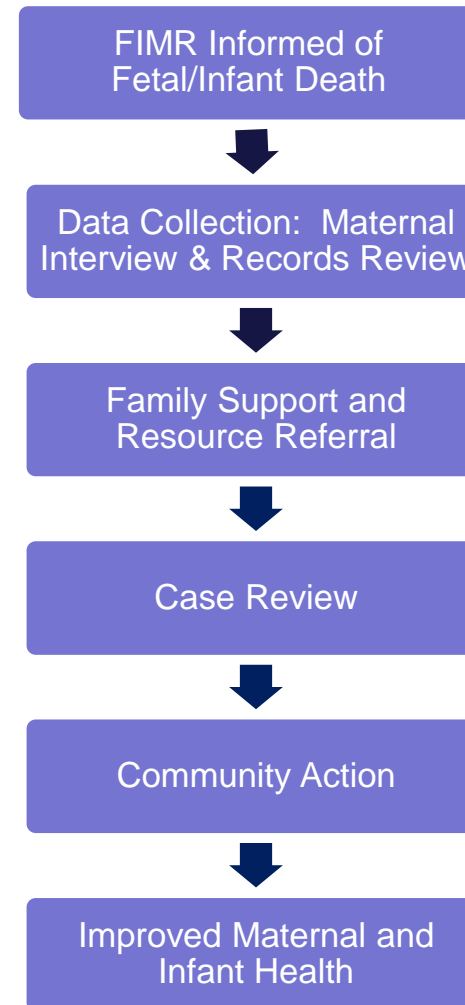 FIMR Informed of
Fetal/Infant Death
Data Collection: Maternal
Interview & Records Review
Family Support and
Resource Referral
Case Review
Community Action
Improved Maternal and
Infant Health